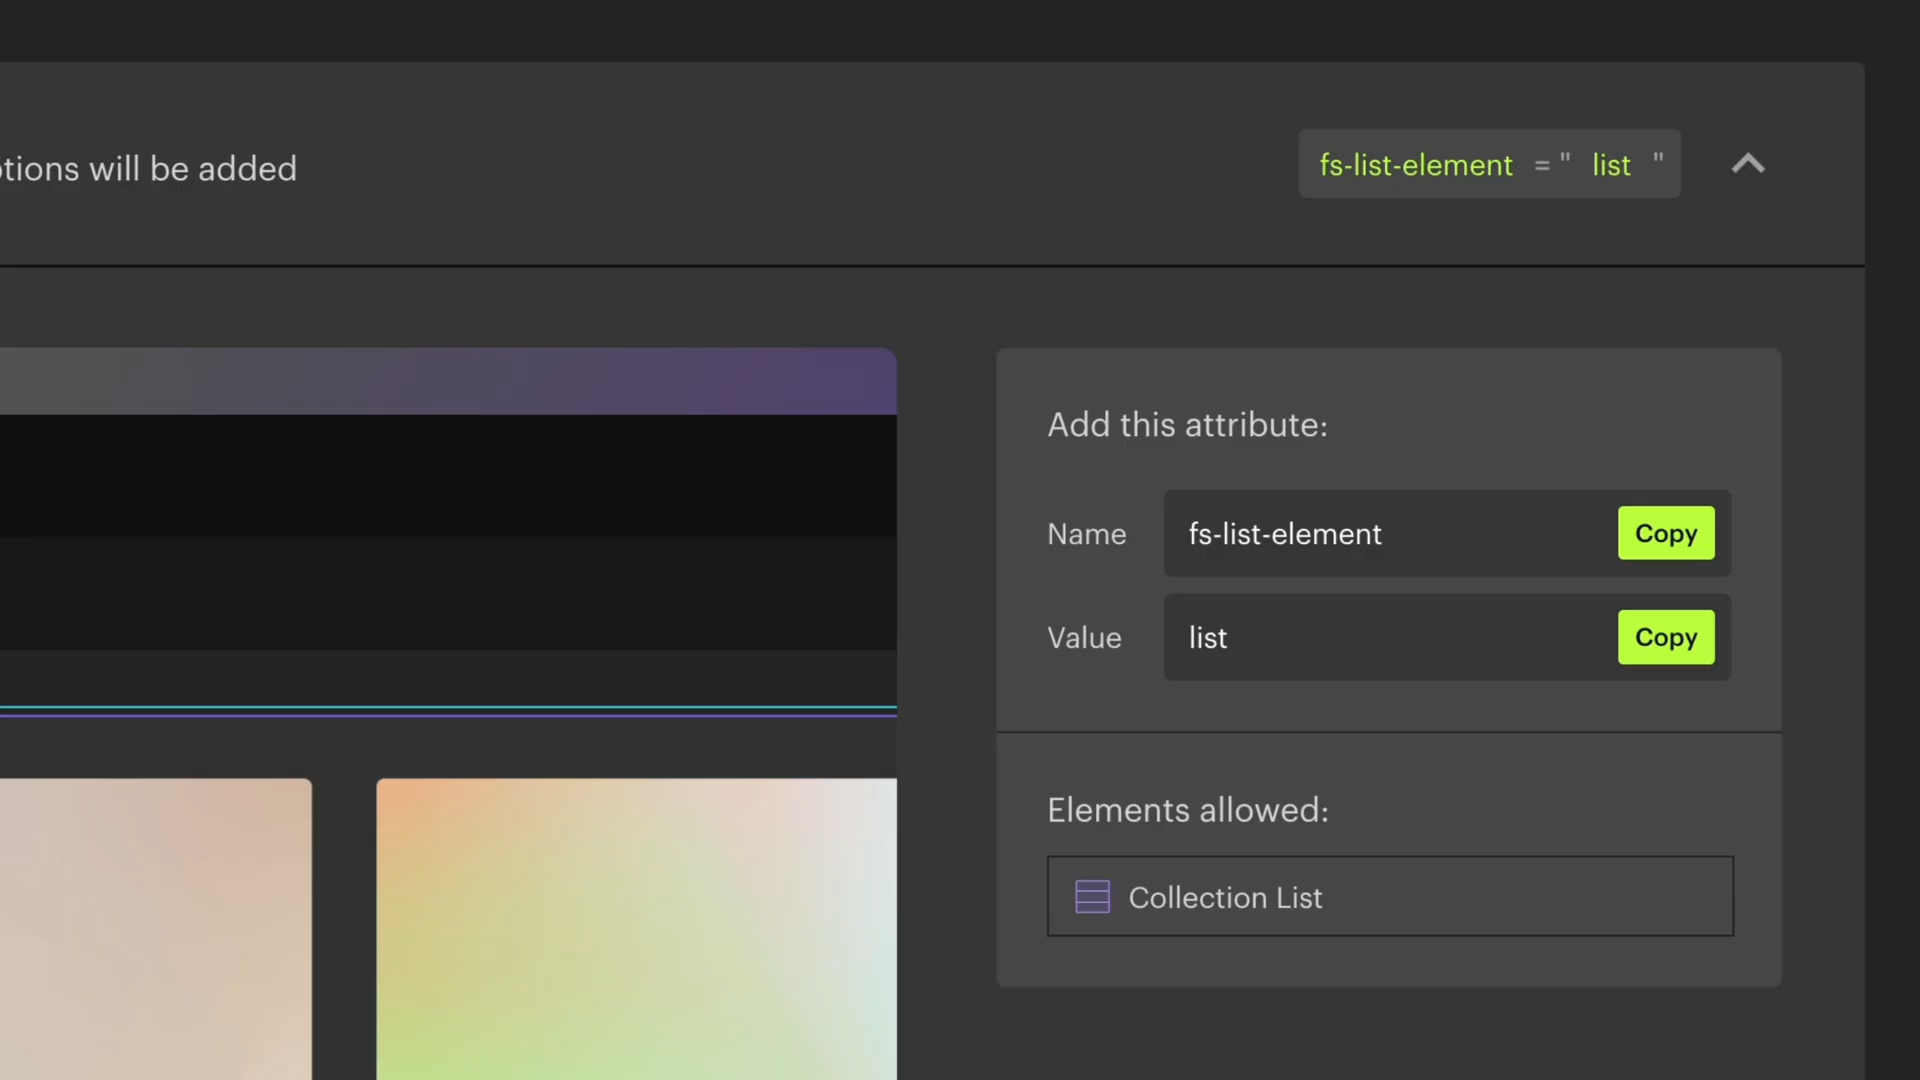 will be added
fs-list-element = " list "
Add this attribute:
Name fs-list-element Copy
Value list Copy
Elements allowed:
Collection List